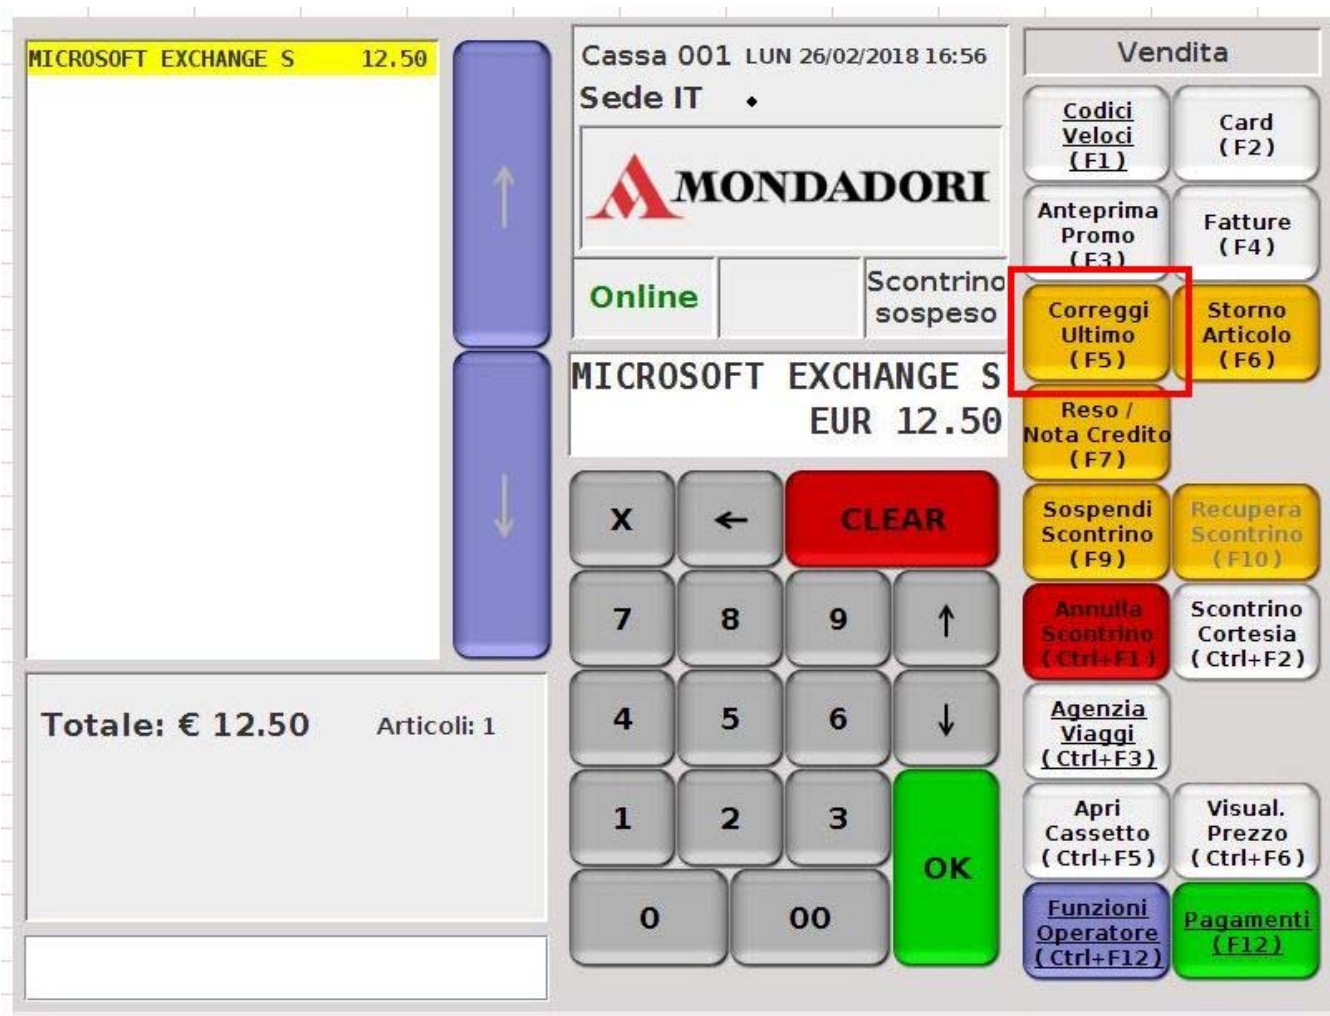 MICROSOFT EXCHANGE S 12.50
Totale: € 12.50 Articoli: 1
Cassa 001 LUN 26/02/2018 16:56
Sede IT
MONDADORI
Online
Scontrino
sospeso
MICROSOFT EXCHANGE S
EUR 12.50
X ← CLEAR
7 8 9 ↑
4 5 6 ↓
1 2 3
OK
0 00
Vendita
Codici
Veloci
(F1)
Card
(F2)
Anteprima
Promo
(F3)
Fatture
(F4)
Correggi
Ultimo
(F5)
Storno
Articolo
(F6)
Reso /
Nota Credito
(F7)
Sospendi
Scontrino
(F9)
Recupera
Scontrino
(F10)
Annulla
Scontrino
(Ctrl+F1)
Scontrino
Cortesia
(Ctrl+F2)
Agenzia
Viaggi
(Ctrl+F3)
Apri
Cassetto
(Ctrl+F5)
Visual.
Prezzo
(Ctrl+F6)
Funzioni
Operatore
(Ctrl+F12)
Pagamenti
(F12)